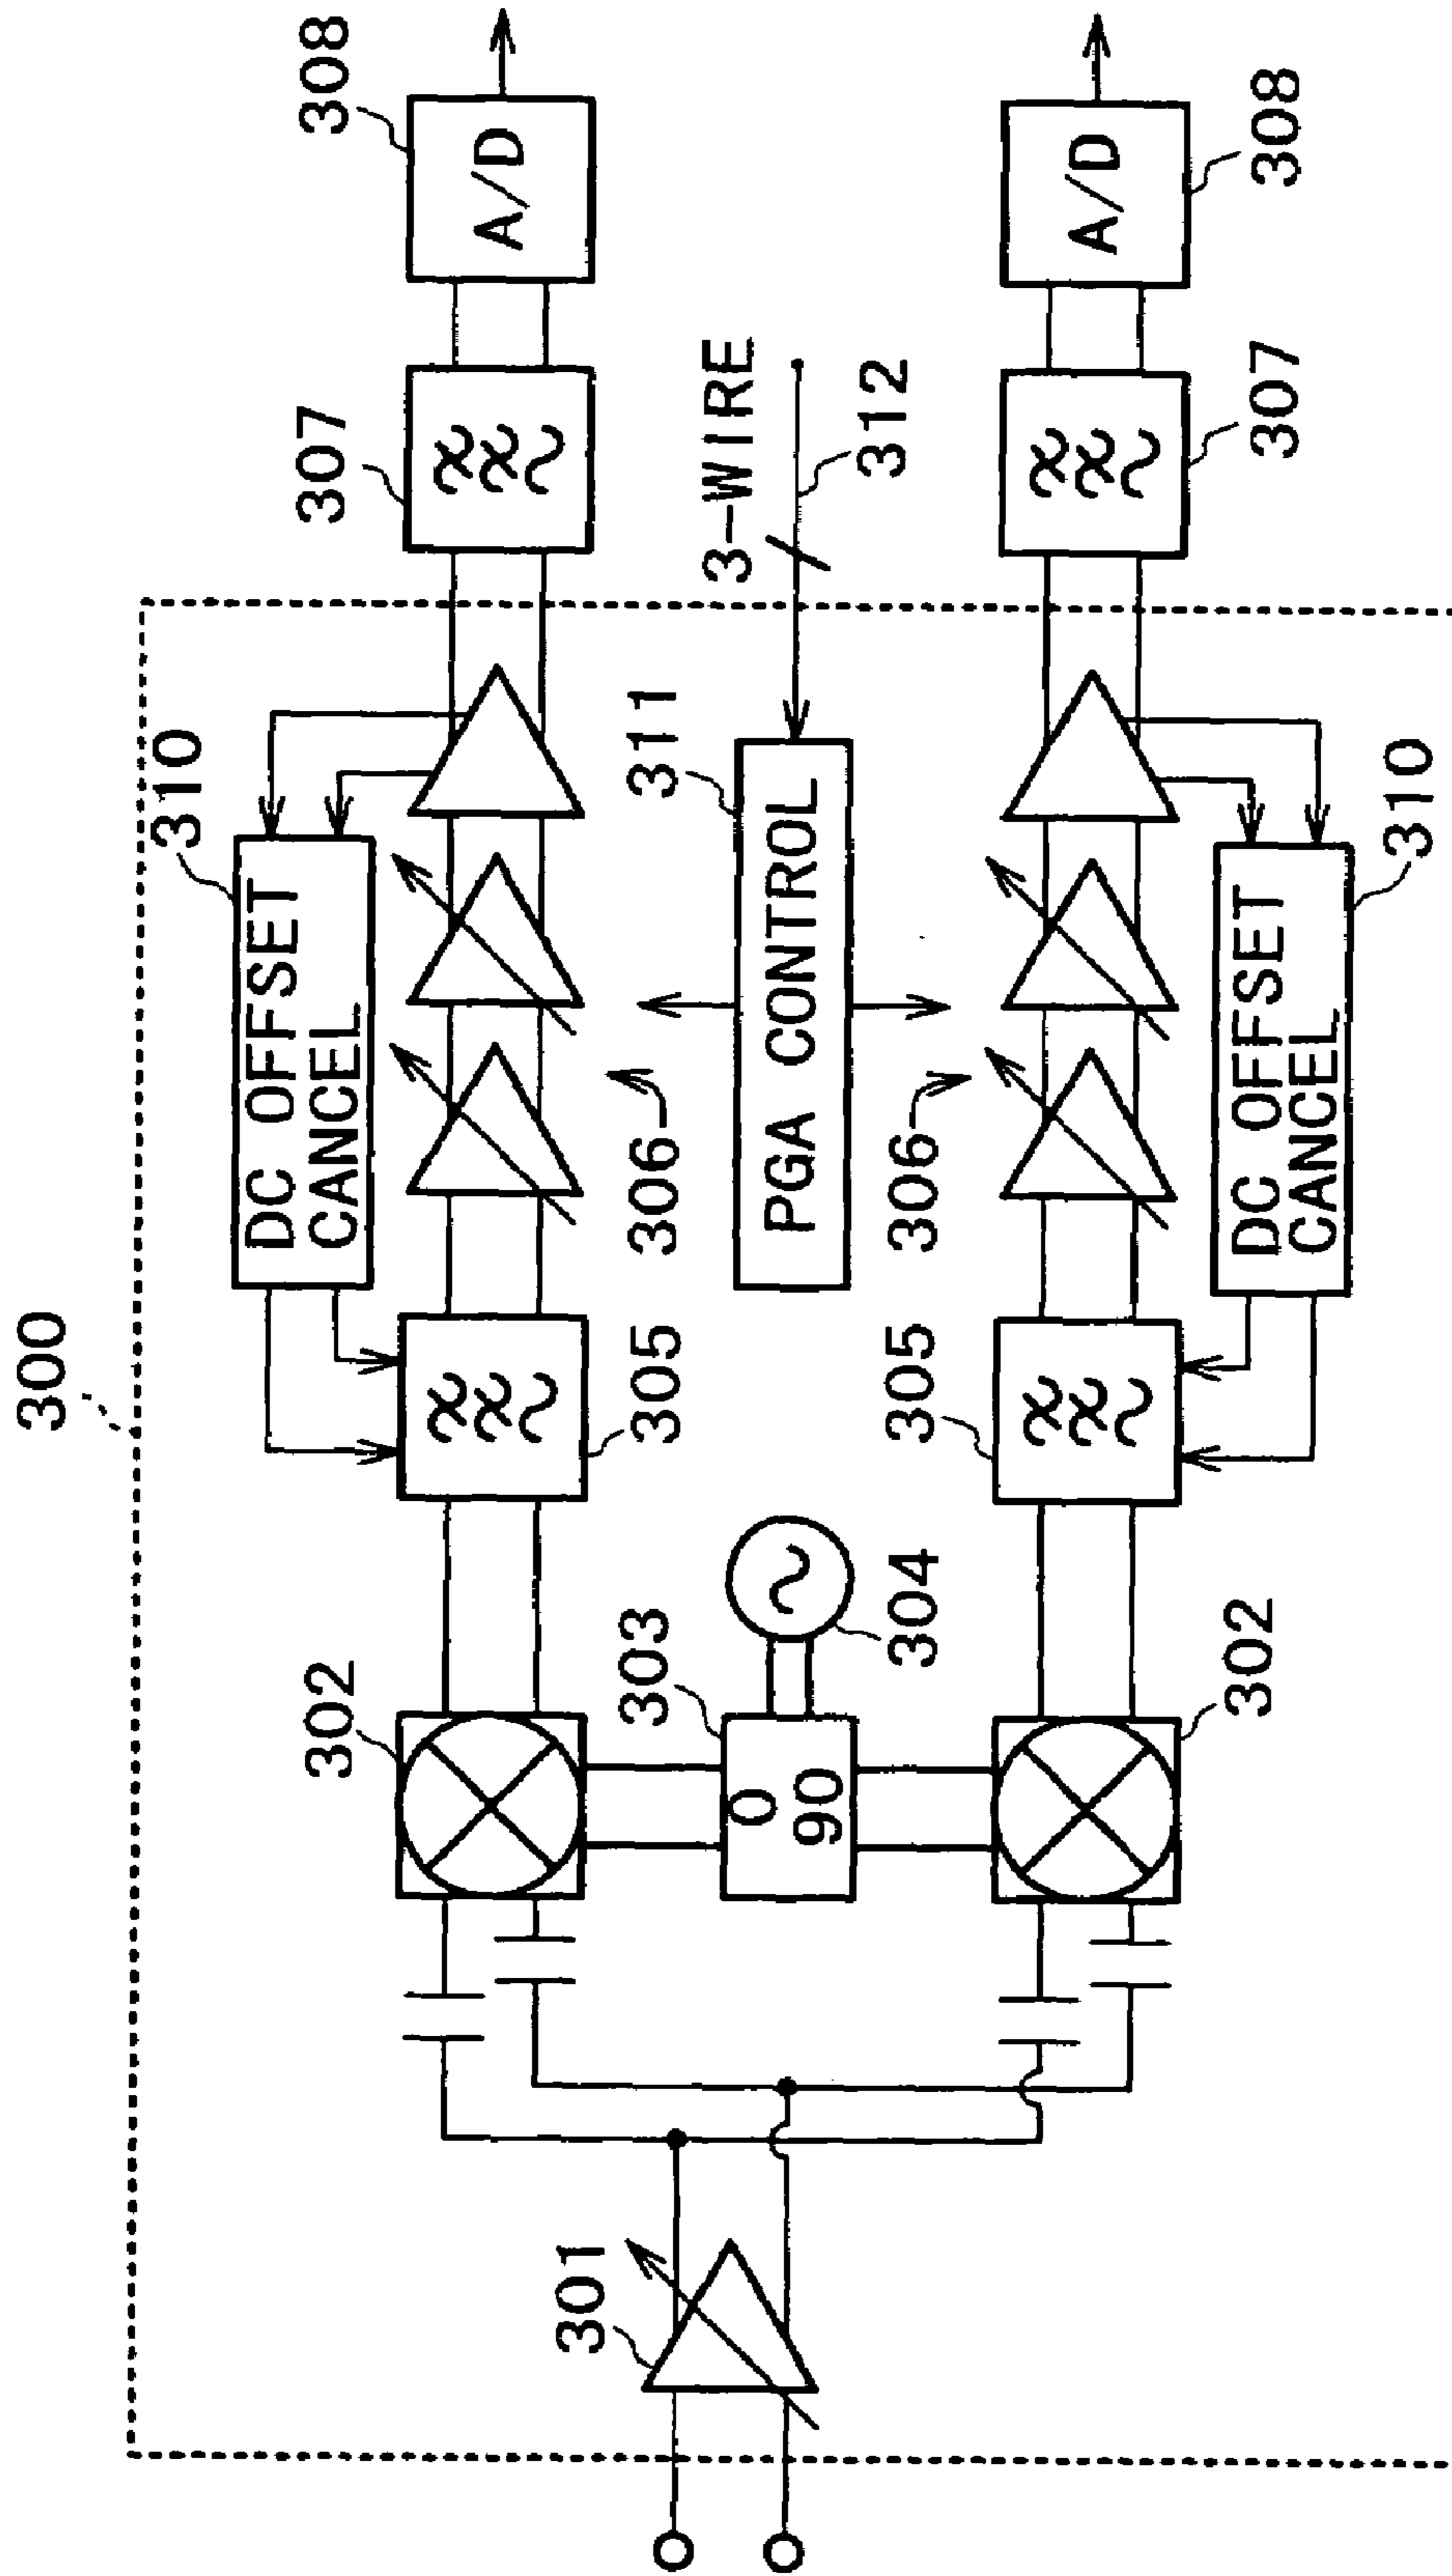 300
310
DC OFFSET
CANCEL
302
305
307
308
A/D
301
303
0
90
304
306
311
PGA CONTROL
3-WIRE
312
305
306
307
A/D
308
302
DC OFFSET
CANCEL
310